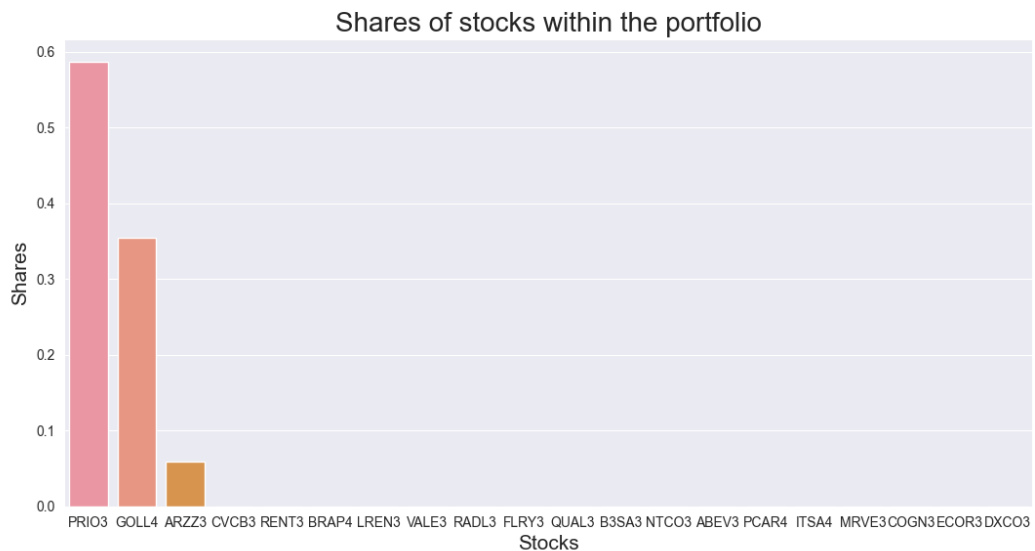 Shares of stocks within the portfolio
0.6
0.5
0.4
0.3
0.2
0.1
0.0
Shares
PRIO3 GOLL4 ARZZ3 CVCB3 RENT3 BRAP4 LREN3 VALE3 RADL3 FLRY3 QUAL3 B3SA3 NTCO3 ABEV3 PCAR4 ITSA4 MRVE3 COGN3 ECOR3 DXCO3
Stocks